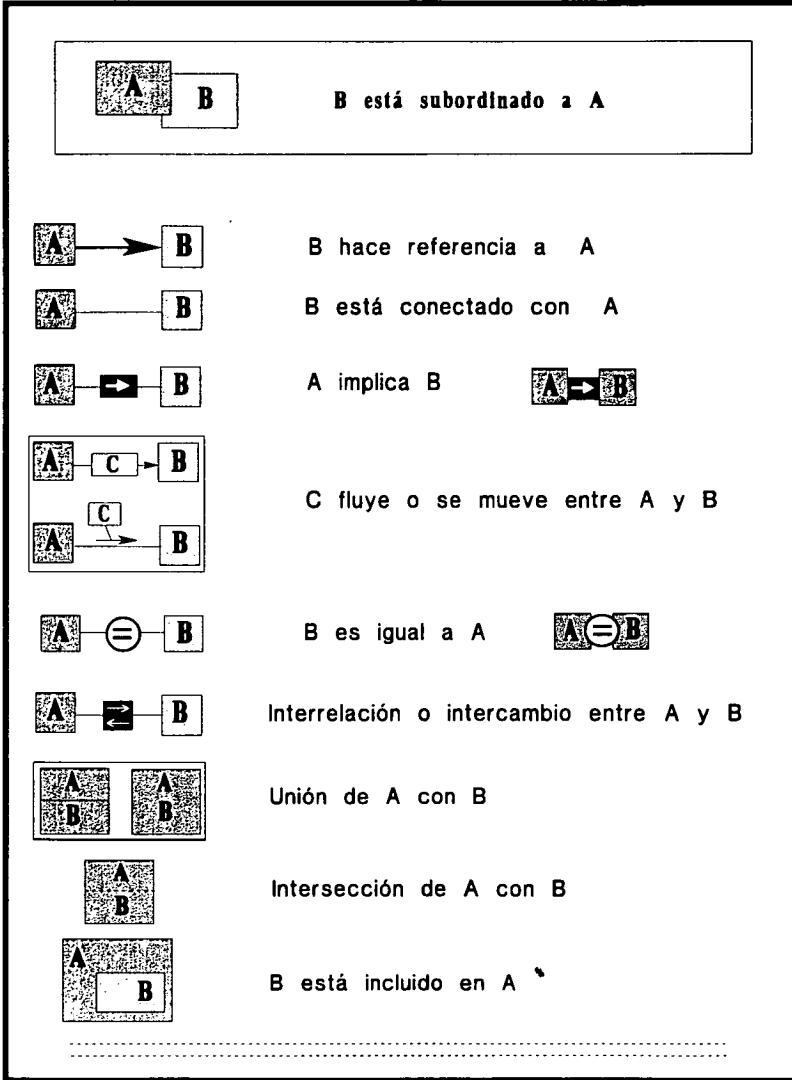 A B B está subordinado a A
A B B hace referencia a A
A B B está conectado con A
A B A implica B A B
A C B
C fluye o se mueve entre A y B
C
A B
A = B B es igual a A A = B
A B Interrelación o intercambio entre A y B
A A
B B
Unión de A con B
A
B
Intersección de A con B
A
B
B está incluido en A